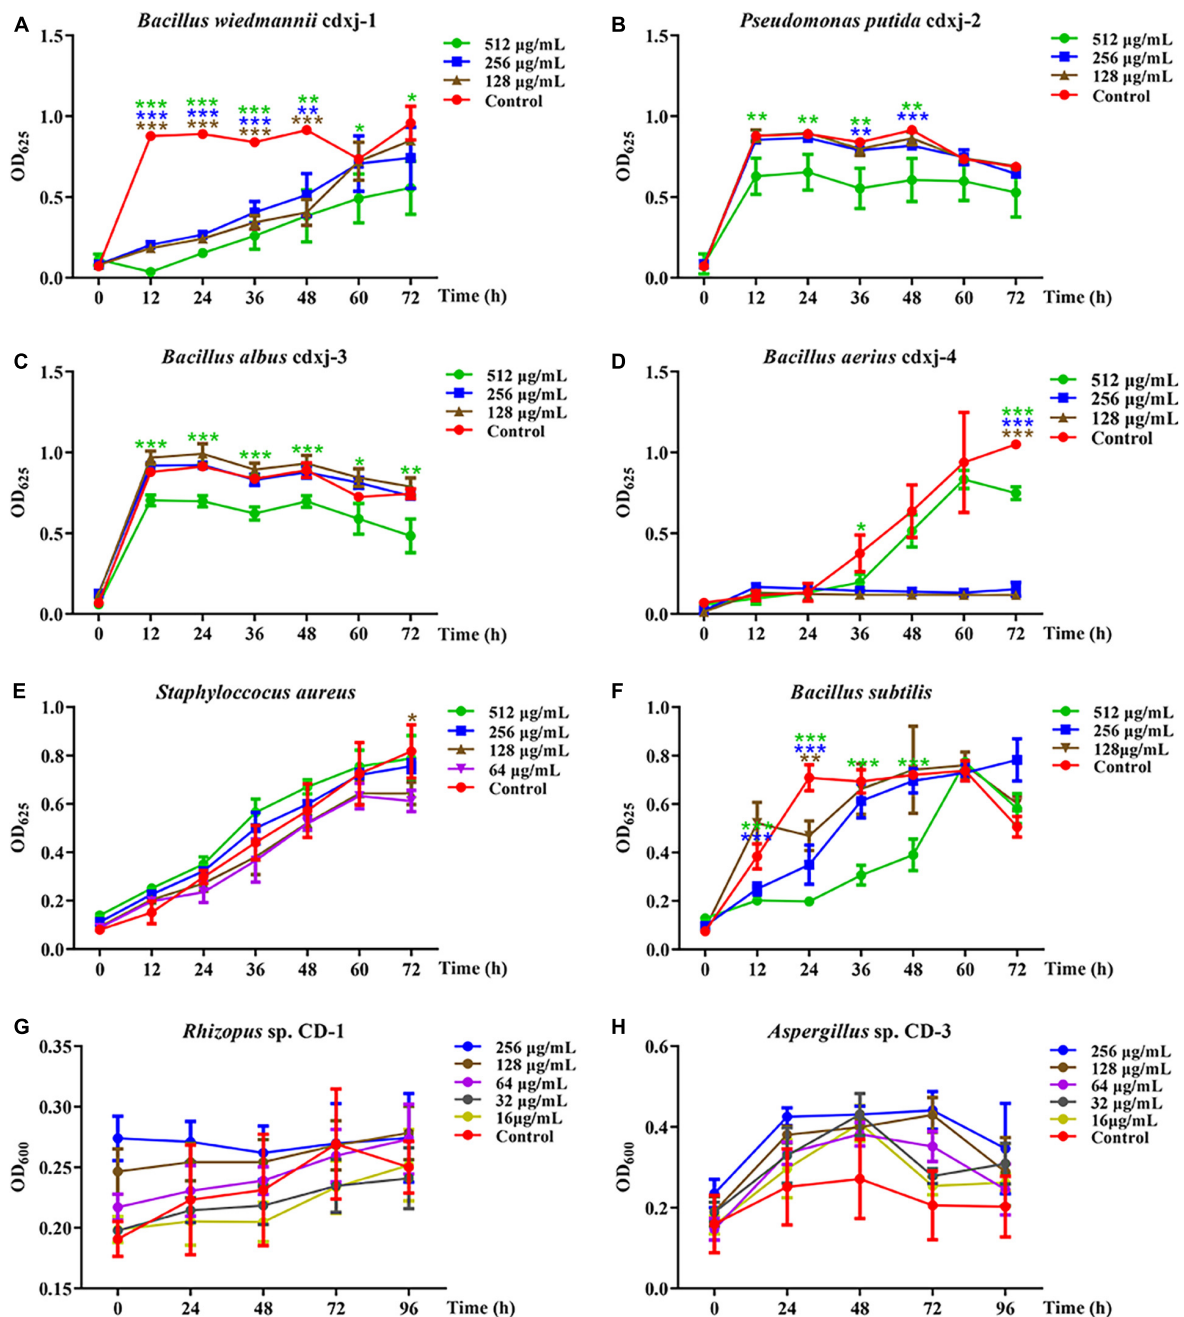 A
Bacillus wiedmannii cdxj-1
1.5
1.0
0.5
0.0
OD625
0 12 24 36 48 60 72 Time (h)
512 µg/mL
256 µg/mL
128 µg/mL
Control
*** *** *** ** * *
*** *** *** **
*** *** *** ***
B
Pseudomonas putida cdxj-2
1.5
1.0
0.5
0.0
OD625
0 12 24 36 48 60 72 Time (h)
512 µg/mL
256 µg/mL
128 µg/mL
Control
** ** ** **
** ***
C
Bacillus albus cdxj-3
1.5
1.0
0.5
0.0
OD625
0 12 24 36 48 60 72 Time (h)
512 µg/mL
256 µg/mL
128 µg/mL
Control
*** *** *** *** * **
D
Bacillus aerius cdxj-4
1.5
1.0
0.5
0.0
OD625
0 12 24 36 48 60 72 Time (h)
512 µg/mL
256 µg/mL
128 µg/mL
Control
* ***
***
***
E
Staphyloccocus aureus
1.0
0.8
0.6
0.4
0.2
0.0
OD625
0 12 24 36 48 60 72 Time (h)
512 µg/mL
256 µg/mL
128 µg/mL
64 µg/mL
Control
*
F
Bacillus subtilis
1.0
0.8
0.6
0.4
0.2
0.0
OD625
0 12 24 36 48 60 72 Time (h)
512 µg/mL
256 µg/mL
128µg/mL
Control
*** *** *** ***
*** ***
**
G
Rhizopus sp. CD-1
0.35
0.30
0.25
0.20
0.15
OD600
0 24 48 72 96 Time (h)
256 µg/mL
128 µg/mL
64 µg/mL
32 µg/mL
16µg/mL
Control
H
Aspergillus sp. CD-3
0.6
0.4
0.2
0.0
OD600
0 24 48 72 96 Time (h)
256 µg/mL
128 µg/mL
64 µg/mL
32 µg/mL
16µg/mL
Control